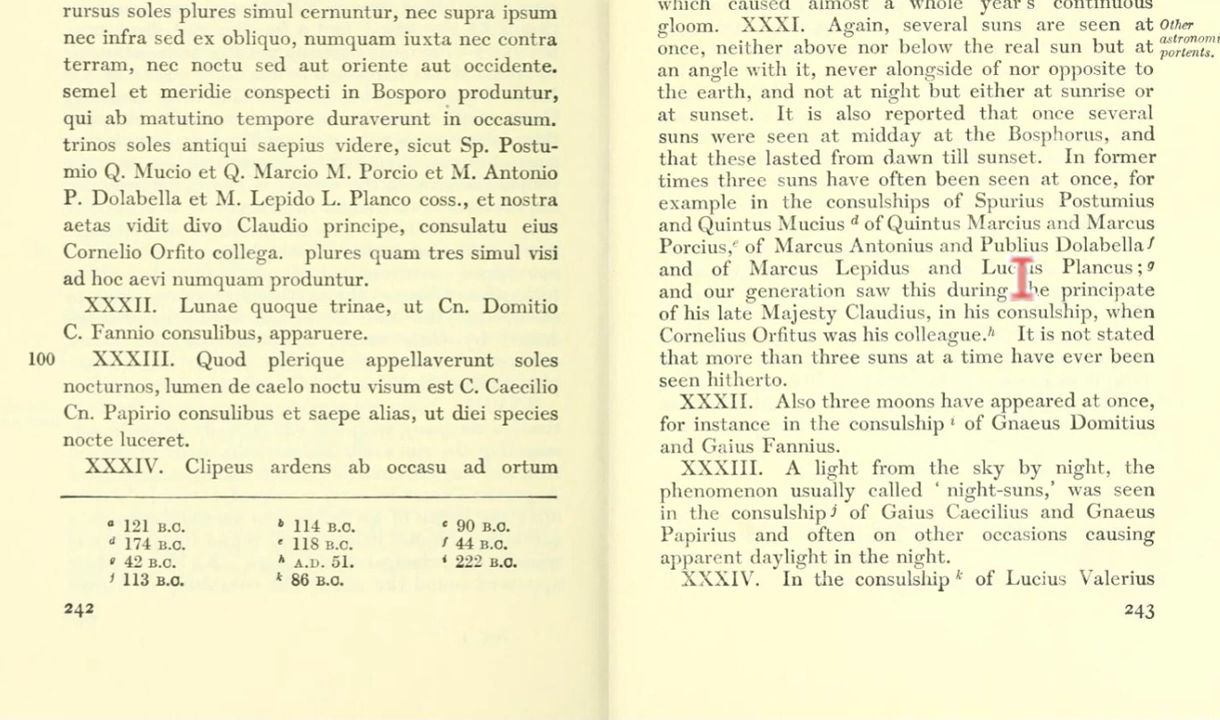 rursus soles plures simul cernuntur, nec supra ipsum
nec infra sed ex obliquo, numquam iuxta nec contra
terram, nec noctu sed aut oriente aut occidente.
semel et meridie conspecti in Bosporo produntur,
qui ab matutino tempore duraverunt in occasum.
trinos soles antiqui saepius videre, sicut Sp. Postu-
mio Q. Mucio et Q. Marcio M. Porcio et M. Antonio
P. Dolabella et M. Lepido L. Planco coss., et nostra
aetas vidit divo Claudio principe, consulatu eius
Cornelio Orfito collega. plures quam tres simul visi
ad hoc aevi numquam produntur.
XXXII. Lunae quoque trinae, ut Cn. Domitio
C. Fannio consulibus, apparuere.
100 XXXIII. Quod plerique appellaverunt soles
nocturnos, lumen de caelo noctu visum est C. Caecilio
Cn. Papirio consulibus et saepe alias, ut diei species
nocte luceret.
XXXIV. Clipeus ardens ab occasu ad ortum
a 121 B.C. b 114 B.C. c 90 B.C.
d 174 B.C. e 118 B.C. f 44 B.C.
g 42 B.C. h A.D. 51. i 222 B.C.
j 113 B.C. k 86 B.C.
242
which caused almost a whole year's continuous
gloom. XXXI. Again, several suns are seen at
once, neither above nor below the real sun but at
an angle with it, never alongside of nor opposite to
the earth, and not at night but either at sunrise or
at sunset. It is also reported that once several
suns were seen at midday at the Bosphorus, and
that these lasted from dawn till sunset. In former
times three suns have often been seen at once, for
example in the consulships of Spurius Postumius
and Quintus Mucius d of Quintus Marcius and Marcus
Porcius,e of Marcus Antonius and Publius Dolabella f
and of Marcus Lepidus and Lucius Plancus; g
and our generation saw this during the principate
of his late Majesty Claudius, in his consulship, when
Cornelius Orfitus was his colleague.h It is not stated
that more than three suns at a time have ever been
seen hitherto.
XXXII. Also three moons have appeared at once,
for instance in the consulship i of Gnaeus Domitius
and Gaius Fannius.
XXXIII. A light from the sky by night, the
phenomenon usually called ' night-suns,' was seen
in the consulship j of Gaius Caecilius and Gnaeus
Papirius and often on other occasions causing
apparent daylight in the night.
XXXIV. In the consulship k of Lucius Valerius
243
Other
astronomi
portents.